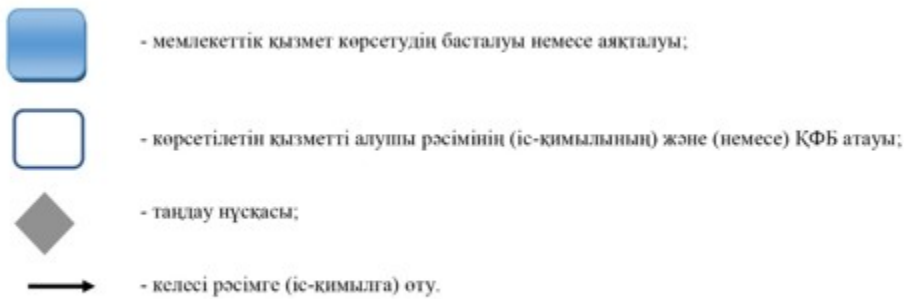 - мемлекеттік қызмет көрсетудің басталуы немесе аяқталуы;
- көрсетілетін қызметті алушы рәсімінің (іс-қимылының) және (немесе) ҚФБ атауы;
- таңдау нұсқасы;
- келесі рәсімге (іс-қимылға) өту.